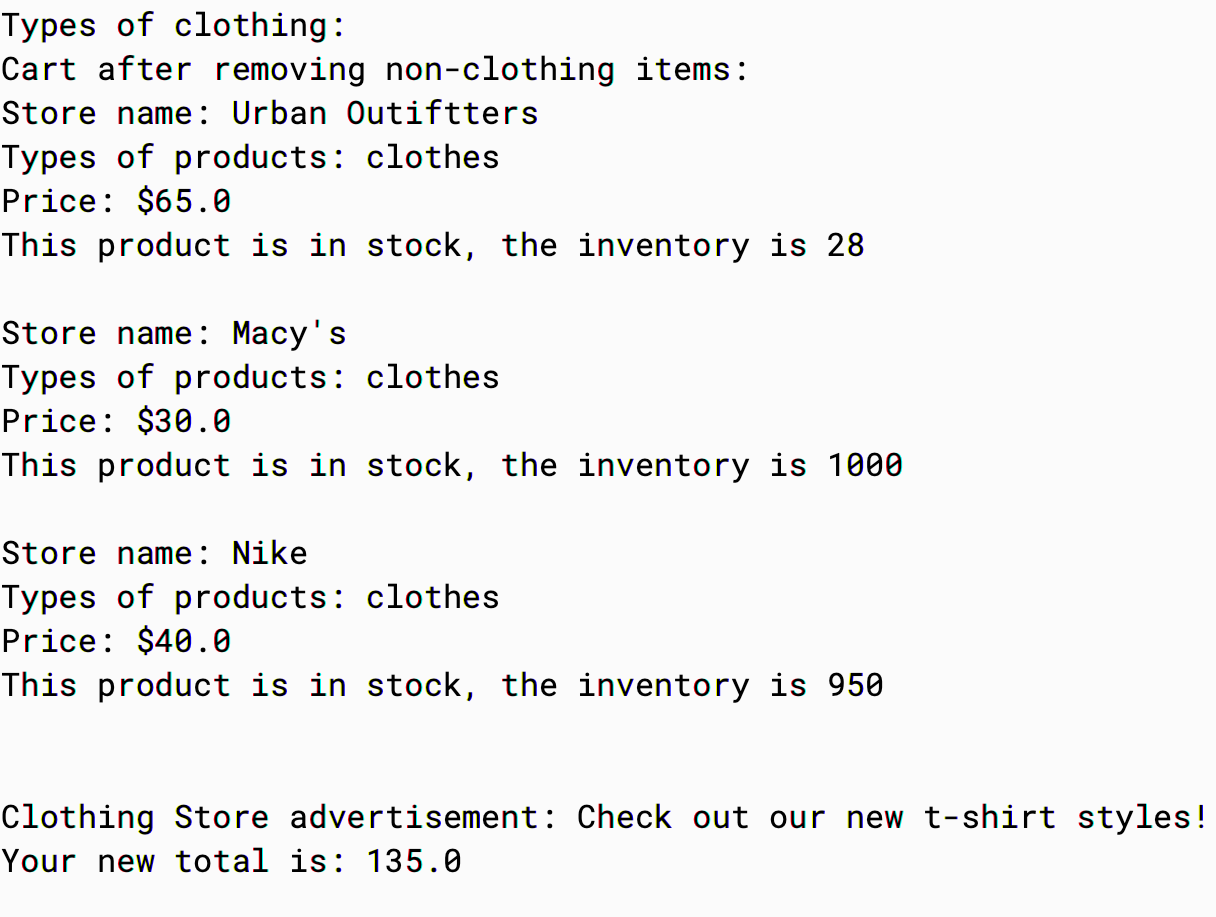 Types of clothing:
Cart after removing non-clothing items:
Store name: Urban Outiftters
Types of products: clothes
Price: $65.0
This product is in stock, the inventory is 28
Store name: Macy's
Types of products: clothes
Price: $30.0
This product is in stock, the inventory is 1000
Store name: Nike
Types of products: clothes
Price: $40.0
This product is in stock, the inventory is 950
Clothing Store advertisement: Check out our new t-shirt styles!
Your new total is: 135.0